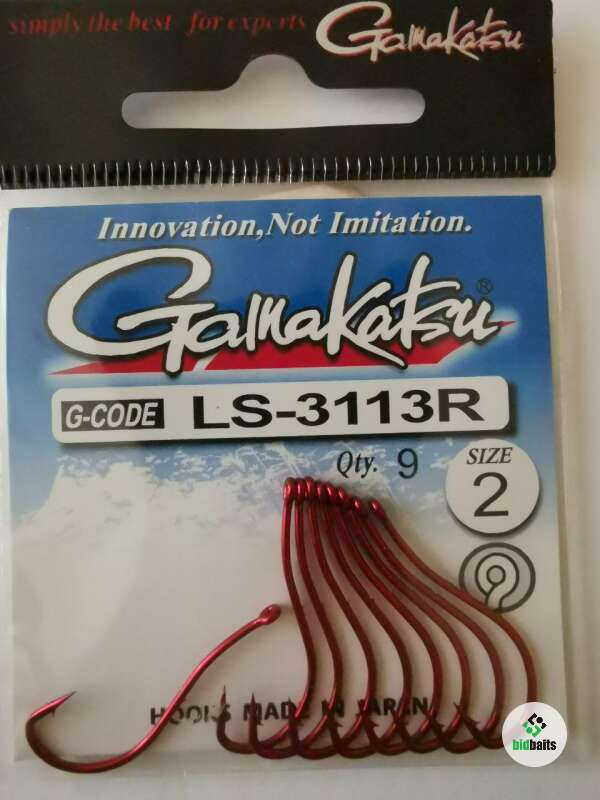 simply the best for experts
Gamakatsu
Innovation,Not Imitation.
Gamakatsu®
G-CODE LS-3113R
Qty. 9
SIZE
2
HOOKS MADE IN JAPAN
bidbaits